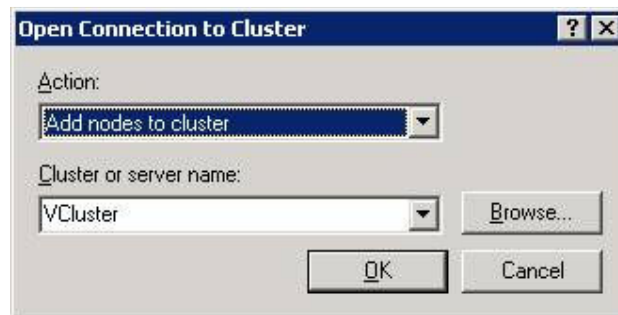 Open Connection to Cluster
Action:
Add nodes to cluster
Cluster or server name:
VCluster
Browse...
OK
Cancel